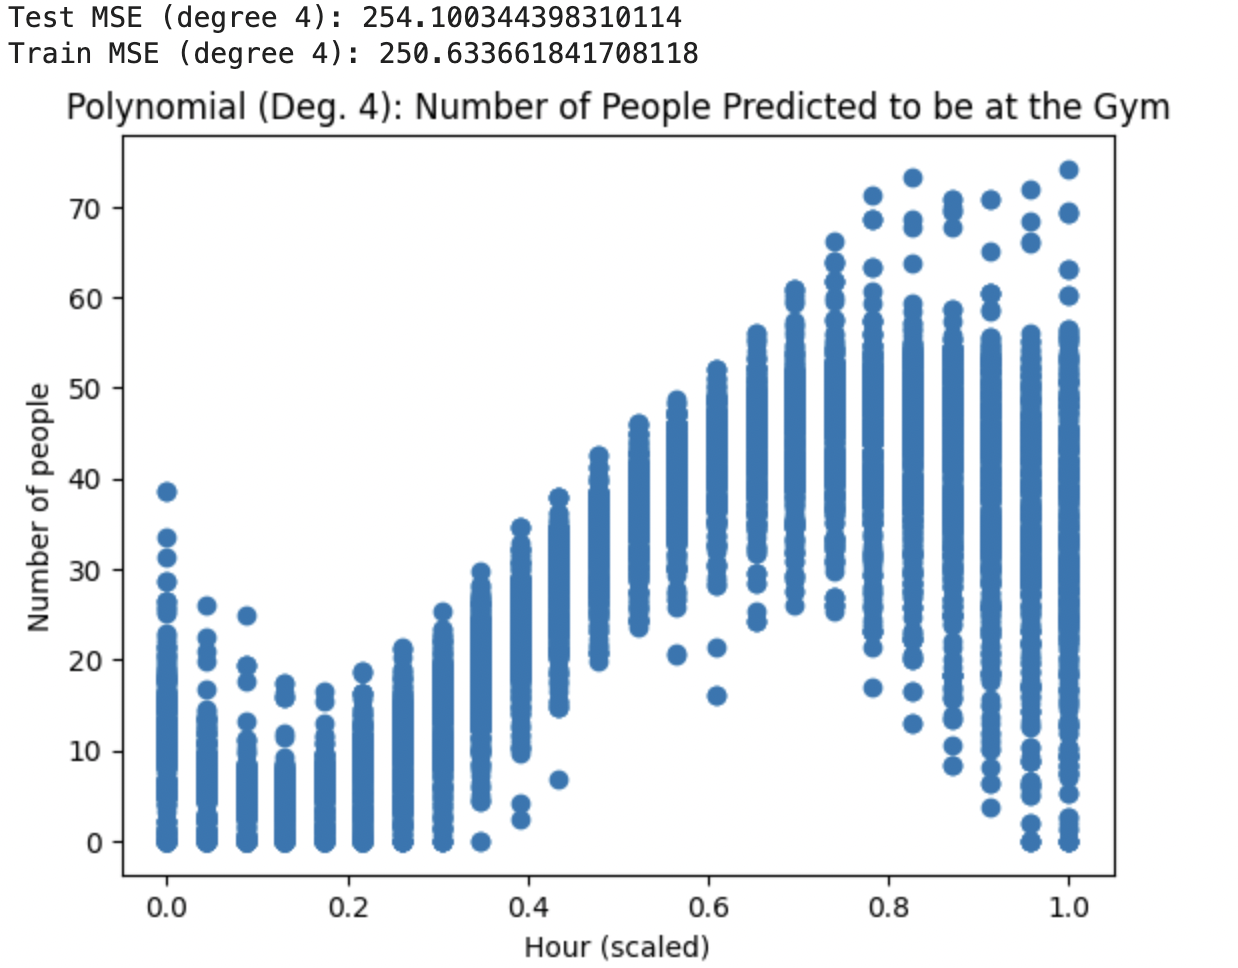 Test MSE (degree 4): 254.100344398310114
Train MSE (degree 4): 250.633661841708118
Polynomial (Deg. 4): Number of People Predicted to be at the Gym
70
60
50
40
30
20
10
0
Number of people
0.0 0.2 0.4 0.6 0.8 1.0
Hour (scaled)